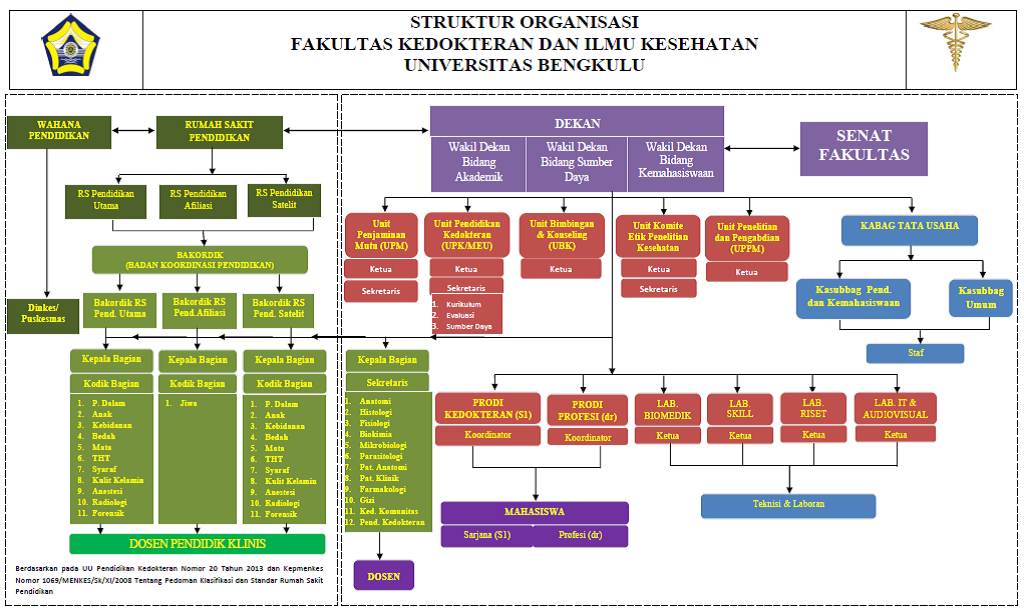 STRUKTUR ORGANISASI
FAKULTAS KEDOKTERAN DAN ILMU KESEHATAN
UNIVERSITAS BENGKULU
WAHANA
PENDIDIKAN
RUMAH SAKIT
PENDIDIKAN
DEKAN
Wakil Dekan
Bidang
Akademik
Wakil Dekan
Bidang Sumber
Daya
Wakil Dekan
Bidang
Kemahasiswaan
SENAT
FAKULTAS
RS Pendidikan
Utama
RS Pendidikan
Afiliasi
RS Pendidikan
Satelit
BAKORDIK
(BADAN KOORDINASI PENDIDIKAN)
Dinkes/
Puskesmas
Bakordik RS
Pend. Utama
Bakordik RS
Pend. Afiliasi
Bakordik RS
Pend. Satelit
Unit
Penjaminan
Mutu (UPM)
Ketua
Sekretaris
Unit Pendidikan
Kedokteran
(UPK/MEU)
Ketua
Sekretaris
1. Kurikulum
2. Evaluasi
3. Sumber Daya
Unit Bimbingan
& Konseling
(UBK)
Ketua
Unit Komite
Etik Penelitian
Kesehatan
Ketua
Sekretaris
Unit Penelitian
dan Pengabdian
(UPPM)
Ketua
KABAG TATA USAHA
Kasubbag Pend.
dan Kemahasiswaan
Kasubbag
Umum
Staf
Kepala Bagian
Kodik Bagian
1. P. Dalam
2. Anak
3. Kebidanan
4. Bedah
5. Mata
6. THT
7. Syaraf
8. Kulit Kelamin
9. Anestesi
10. Radiologi
11. Forensik
Kepala Bagian
Kodik Bagian
1. Jiwa
Kepala Bagian
Kodik Bagian
1. P. Dalam
2. Anak
3. Kebidanan
4. Bedah
5. Mata
6. THT
7. Syaraf
8. Kulit Kelamin
9. Anestesi
10. Radiologi
11. Forensik
DOSEN PENDIDIK KLINIS
Kepala Bagian
Sekretaris
1. Anatomi
2. Histologi
3. Fisiologi
4. Biokimia
5. Mikrobiologi
6. Parasitologi
7. Pat. Anatomi
8. Pat. Klinik
9. Farmakologi
10. Gizi
11. Ked. Komunitas
12. Pend. Kedokteran
DOSEN
PRODI
KEDOKTERAN (S1)
Koordinator
PRODI
PROFESI (dr)
Koordinator
LAB.
BIOMEDIK
Ketua
LAB.
SKILL
Ketua
LAB.
RISET
Ketua
LAB. IT &
AUDIOVISUAL
Ketua
MAHASISWA
Sarjana (S1)
Profesi (dr)
Teknisi & Laboran
Berdasarkan pada UU Pendidikan Kedokteran Nomor 20 Tahun 2013 dan Kepmenkes
Nomor 1069/MENKES/Sk/XI/2008 Tentang Pedoman Klasifikasi dan Standar Rumah Sakit
Pendidikan